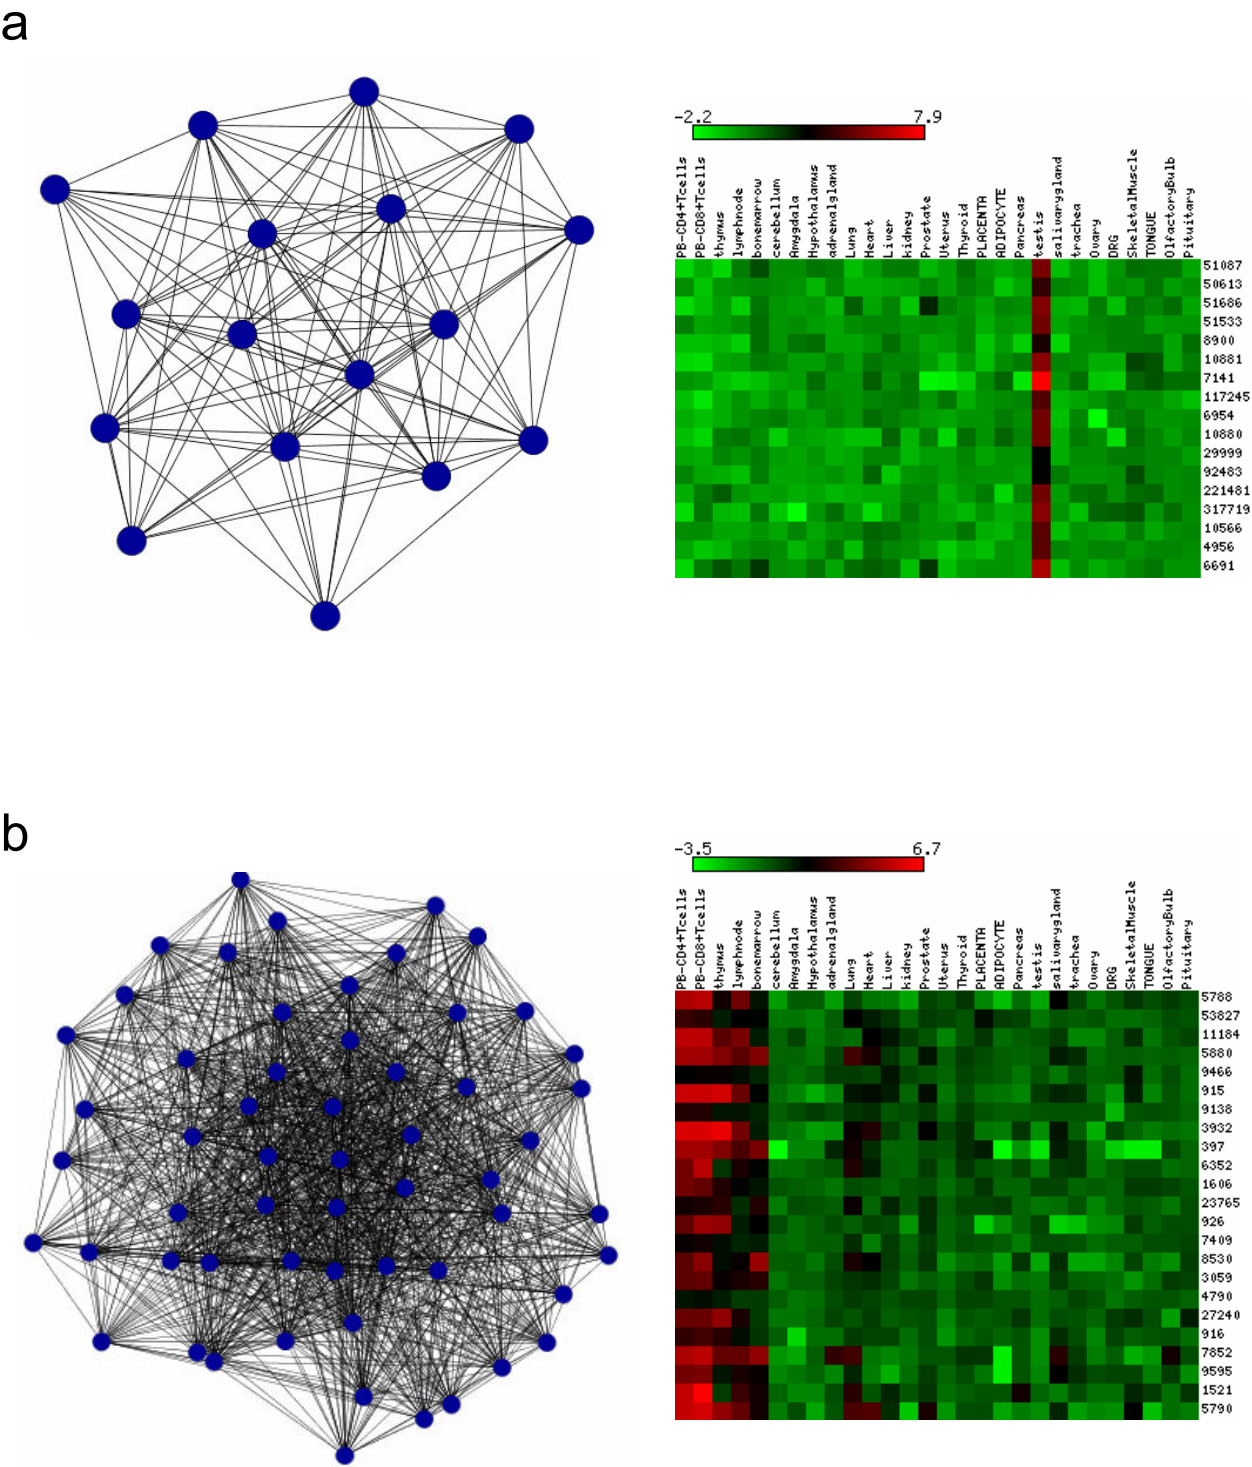 a
-2.2 7.9
PB-CD4+Tcells
PB-CD8+Tcells
thymus
lymphnode
bonemarrow
cerebellum
Amygdala
Hypothalamus
adrenalgland
Lung
Heart
Liver
kidney
Prostate
Uterus
Thyroid
PLACENTA
ADIPOCYTE
Pancreas
testis
salivarygland
trachea
Ovary
DRG
SkeletalMuscle
TONGUE
OlfactoryBulb
Pituitary
51087
50613
51686
51533
8900
10881
7141
117245
6954
10880
29999
92483
221481
317719
10566
4956
6691
b
-3.5 6.7
PB-CD4+Tcells
PB-CD8+Tcells
thymus
lymphnode
bonemarrow
cerebellum
Amygdala
Hypothalamus
adrenalgland
Lung
Heart
Liver
kidney
Prostate
Uterus
Thyroid
PLACENTA
ADIPOCYTE
Pancreas
testis
salivarygland
trachea
Ovary
DRG
SkeletalMuscle
TONGUE
OlfactoryBulb
Pituitary
5788
53827
11184
5880
9466
915
9138
3932
397
6352
1606
23765
926
7409
8530
3059
4790
27240
916
7852
9595
1521
5790